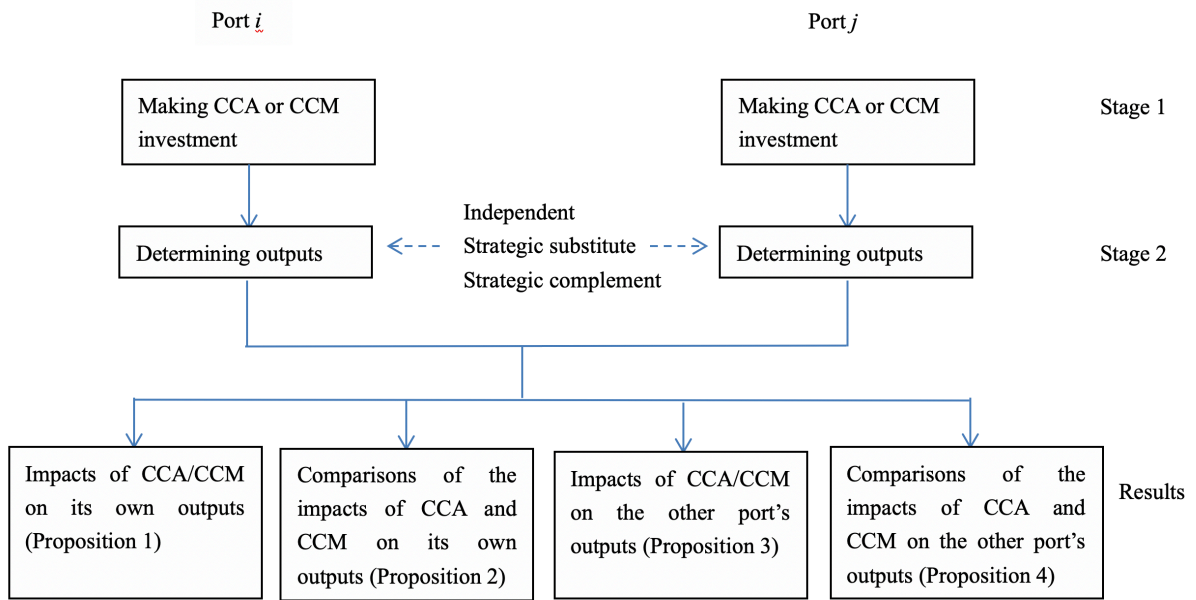 Port i
Port j
Making CCA or CCM
investment
Making CCA or CCM
investment
Stage 1
Independent
Strategic substitute
Strategic complement
Determining outputs
Determining outputs
Stage 2
Impacts of CCA/CCM
on its own outputs
(Proposition 1)
Comparisons of the
impacts of CCA and
CCM on its own
outputs (Proposition 2)
Impacts of CCA/CCM
on the other port’s
outputs (Proposition 3)
Comparisons of the
impacts of CCA and
CCM on the other port’s
outputs (Proposition 4)
Results